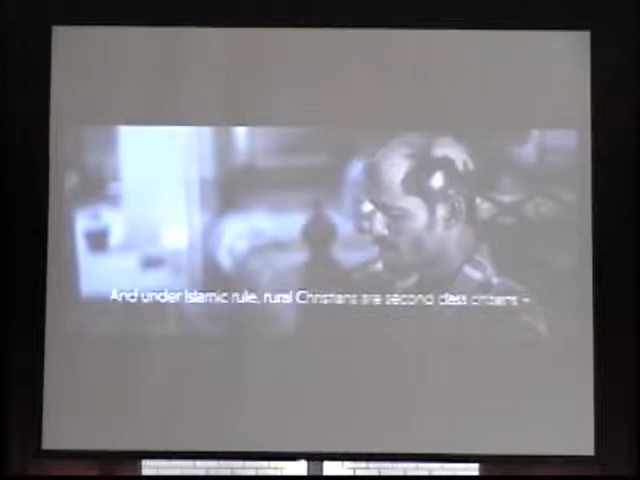 And under Islamic rule, rural Christians are second class citizens –